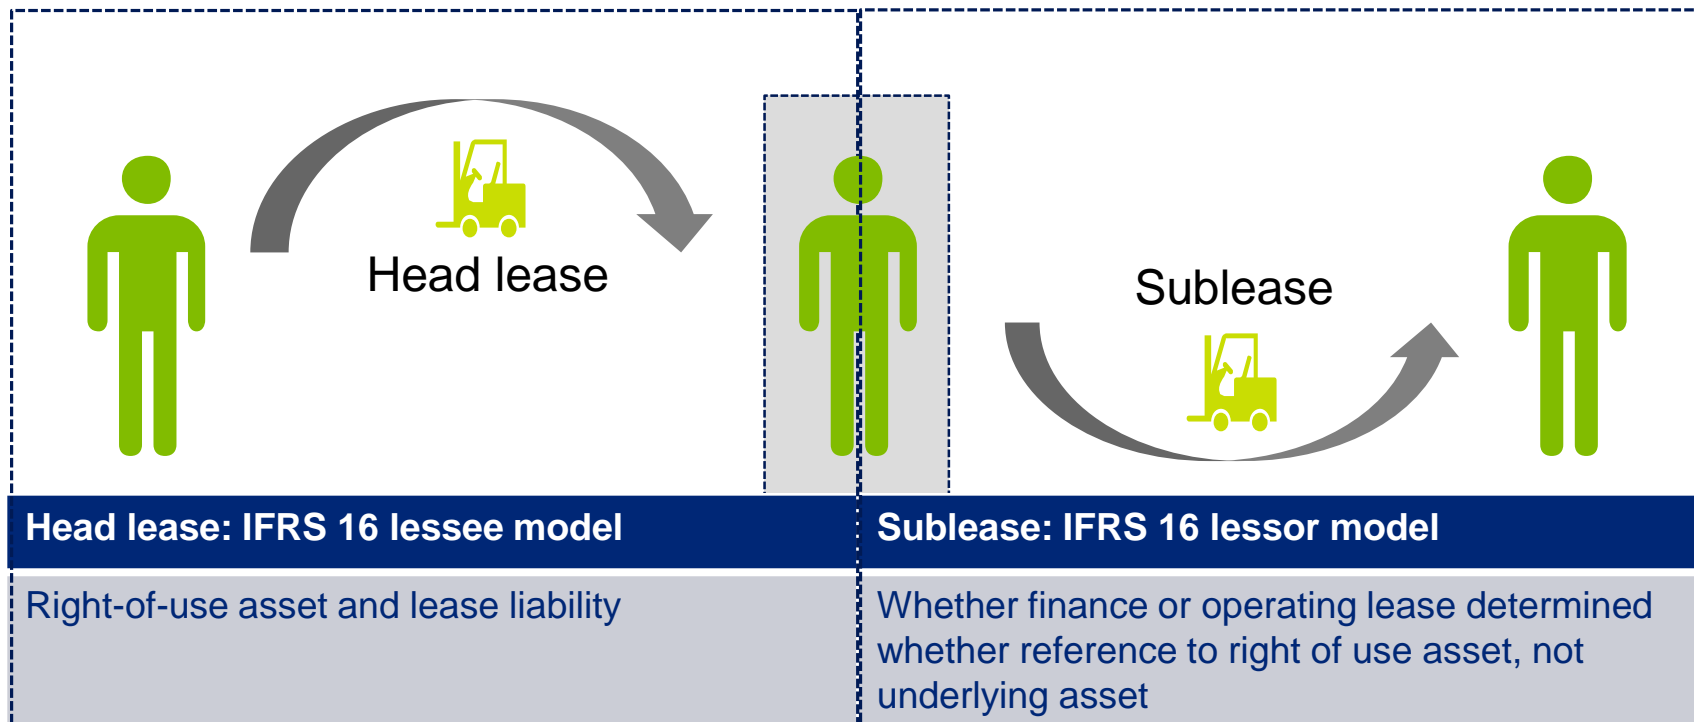 Head lease
Sublease
Head lease: IFRS 16 lessee model
Sublease: IFRS 16 lessor model
Right-of-use asset and lease liability
Whether finance or operating lease determined
whether reference to right of use asset, not
underlying asset